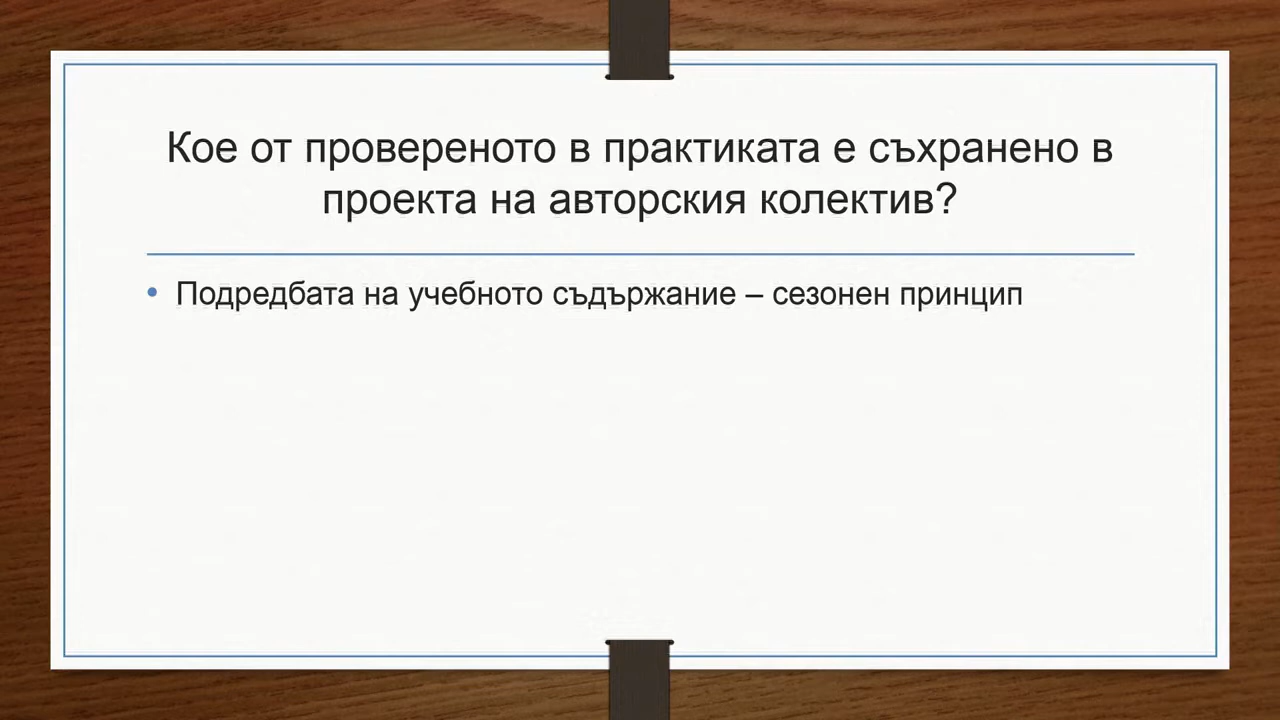 Кое от провереното в практиката е съхранено в
проекта на авторския колектив?
• Подредбата на учебното съдържание – сезонен принцип